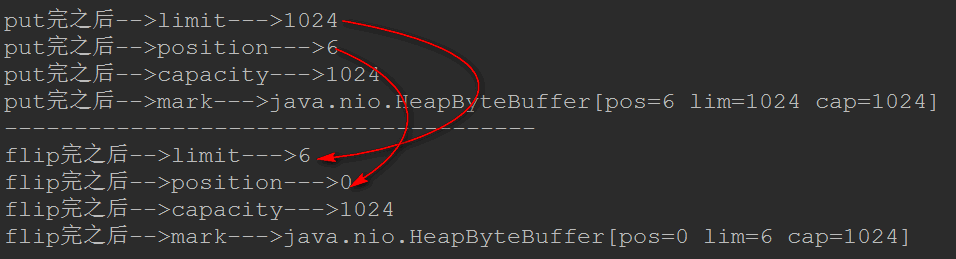 put完之后-->limit--->1024
put完之后-->position--->6
put完之后-->capacity--->1024
put完之后-->mark--->java.nio.HeapByteBuffer[pos=6 lim=1024 cap=1024]
--------------------------------------
flip完之后-->limit--->6
flip完之后-->position--->0
flip完之后-->capacity--->1024
flip完之后-->mark--->java.nio.HeapByteBuffer[pos=0 lim=6 cap=1024]